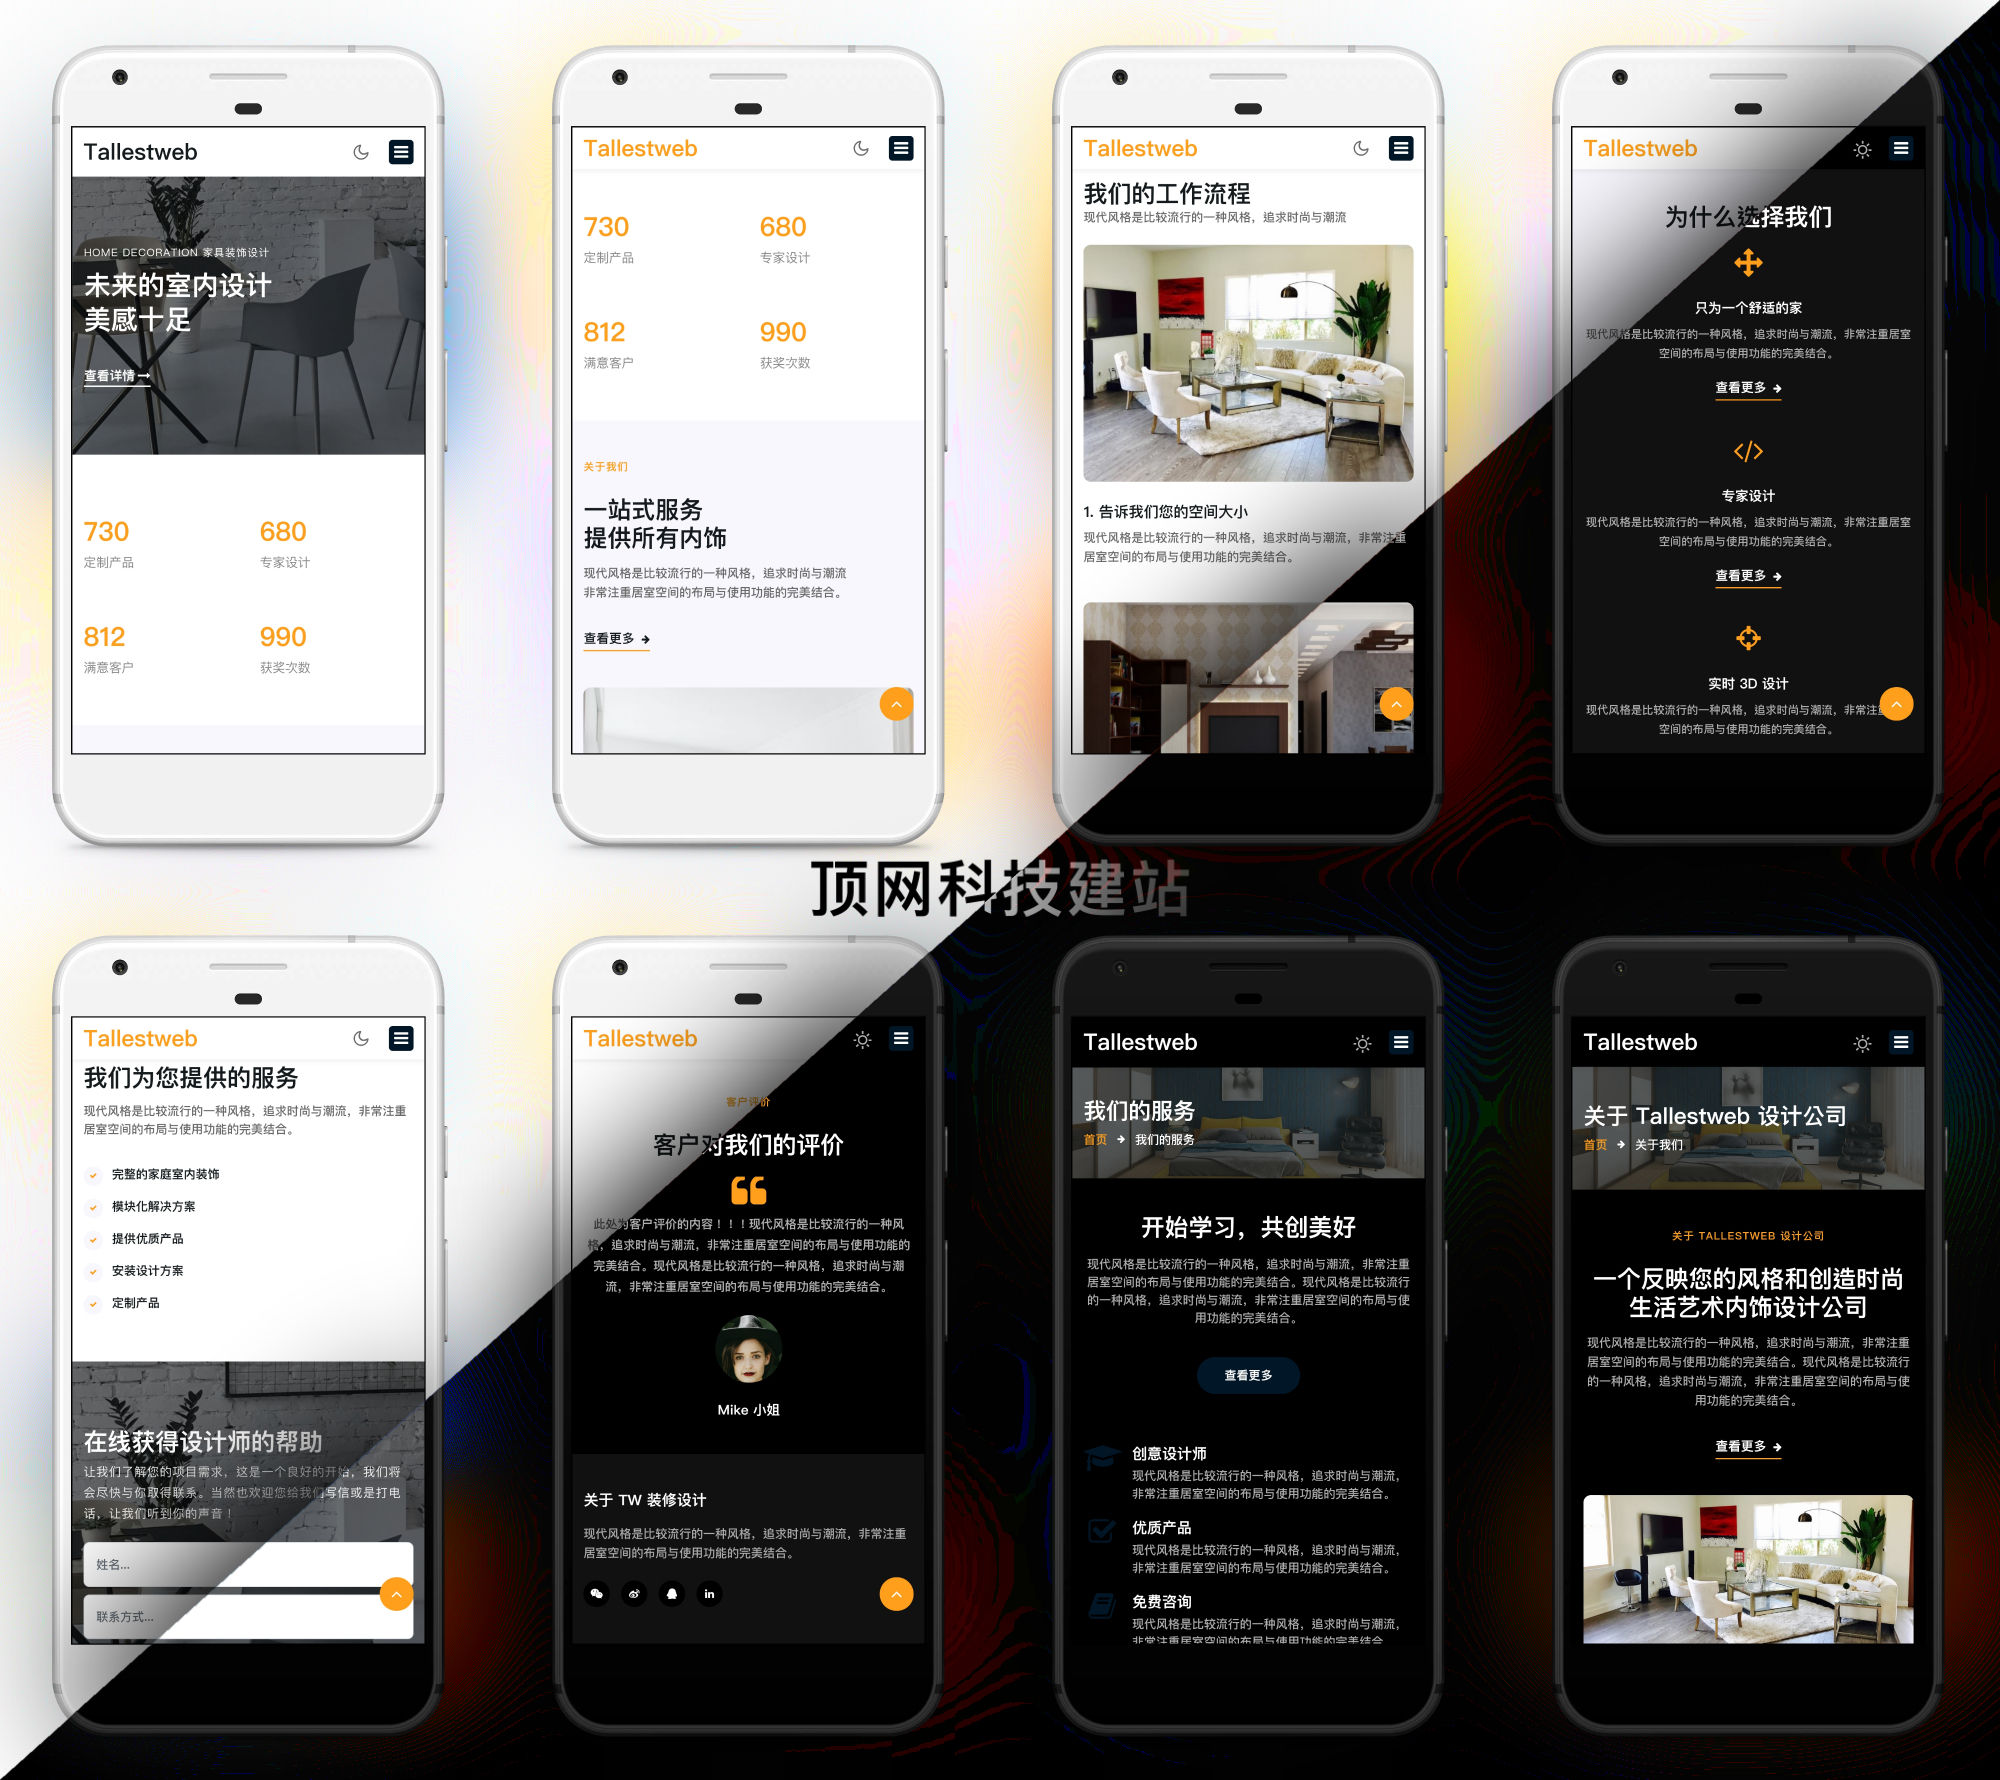 Tallestweb
HOME DECORATION 家具装饰设计
未来的室内设计
美感十足
查看详情
730
680
定制产品
专家设计
812
990
满意客户
获奖次数
Tallestweb
730
680
定制产品
专家设计
812
990
满意客户
获奖次数
关于我们
一站式服务
提供所有内饰
现代风格是比较流行的一种风格，追求时尚与潮流
非常注重居室空间的布局与使用功能的完美结合。
查看更多
Tallestweb
我们的工作流程
现代风格是比较流行的一种风格，追求时尚与潮流
1. 告诉我们您的空间大小
现代风格是比较流行的一种风格，追求时尚与潮流，非常注重
居室空间的布局与使用功能的完美结合。
Tallestweb
为什么选择我们
只为一个舒适的家
现代风格是比较流行的一种风格，追求时尚与潮流，非常注重居室
空间的布局与使用功能的完美结合。
查看更多
专家设计
现代风格是比较流行的一种风格，追求时尚与潮流，非常注重居室
空间的布局与使用功能的完美结合。
查看更多
实时 3D 设计
现代风格是比较流行的一种风格，追求时尚与潮流，非常注
空间的布局与使用功能的完美结合。
顶网科技建站
Tallestweb
我们为您提供的服务
现代风格是比较流行的一种风格，追求时尚与潮流，非常注重
居室空间的布局与使用功能的完美结合。
完整的家庭室内装饰
模块化解决方案
提供优质产品
安装设计方案
定制产品
在线获得设计师的帮助
让我们了解您的项目需求，这是一个良好的开始，我们将
会尽快与你取得联系。当然也欢迎您给我们写信或是打电
话，让我们听到你的声音！
姓名...
联系方式...
Tallestweb
客户评价
客户对我们的评价
此处为客户评价的内容！！！现代风格是比较流行的一种风
格，追求时尚与潮流，非常注重居室空间的布局与使用功能的
完美结合。现代风格是比较流行的一种风格，追求时尚与潮
流，非常注重居室空间的布局与使用功能的完美结合。
Mike 小姐
关于 TW 装修设计
现代风格是比较流行的一种风格，追求时尚与潮流，非常注重
居室空间的布局与使用功能的完美结合。
Tallestweb
我们的服务
首页 我们的服务
开始学习，共创美好
现代风格是比较流行的一种风格，追求时尚与潮流，非常注重
居室空间的布局与使用功能的完美结合。现代风格是比较流行
的一种风格，追求时尚与潮流，非常注重居室空间的布局与使
用功能的完美结合。
查看更多
创意设计师
现代风格是比较流行的一种风格，追求时尚与潮流，
非常注重居室空间的布局与使用功能的完美结合。
优质产品
现代风格是比较流行的一种风格，追求时尚与潮流，
非常注重居室空间的布局与使用功能的完美结合。
免费咨询
现代风格是比较流行的一种风格，追求时尚与潮流，
非常注重居室空间的布局与使用功能的完美结合
Tallestweb
关于 Tallestweb 设计公司
首页 关于我们
关于 TALLESTWEB 设计公司
一个反映您的风格和创造时尚
生活艺术内饰设计公司
现代风格是比较流行的一种风格，追求时尚与潮流，非常注重
居室空间的布局与使用功能的完美结合。现代风格是比较流行
的一种风格，追求时尚与潮流，非常注重居室空间的布局与使
用功能的完美结合。
查看更多